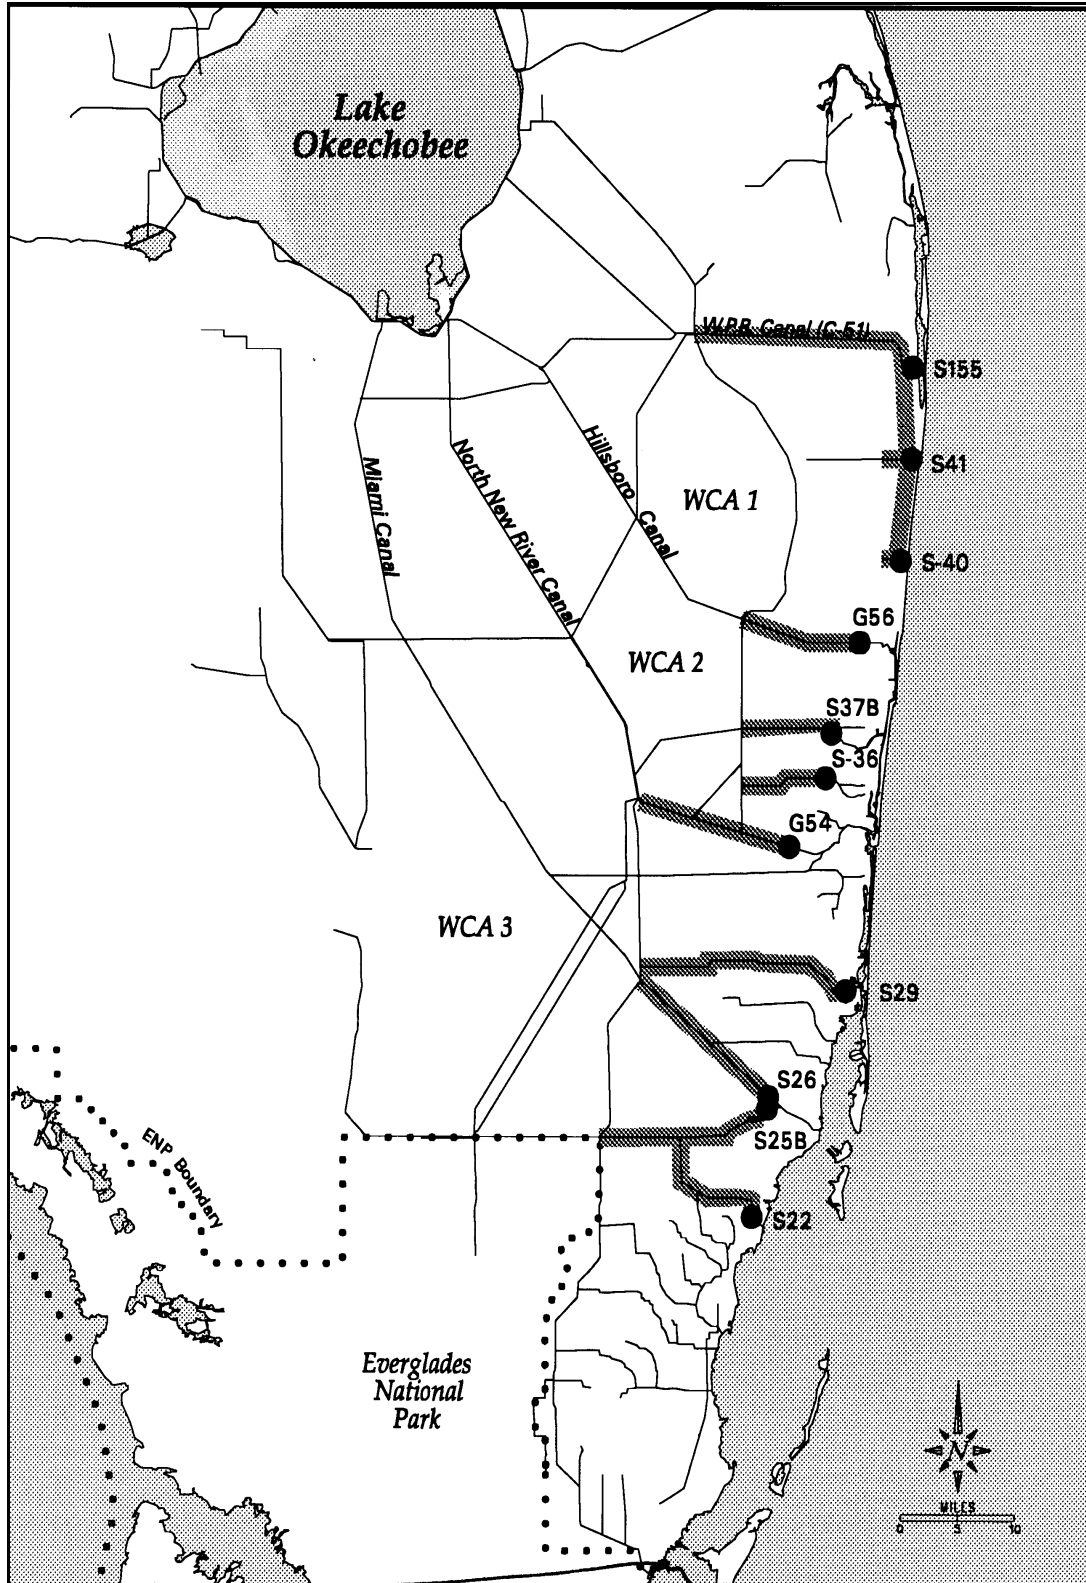 Lake
Okeechobee
W.P.B. Canal (C-51)
S155
S41
Hillsboro Canal
North New River Canal
Miami Canal
WCA 1
S-40
G56
WCA 2
S37B
S-36
G54
WCA 3
S29
S26
S25B
ENP Boundary
S22
Everglades
National
Park
N
MILES
0 5 10